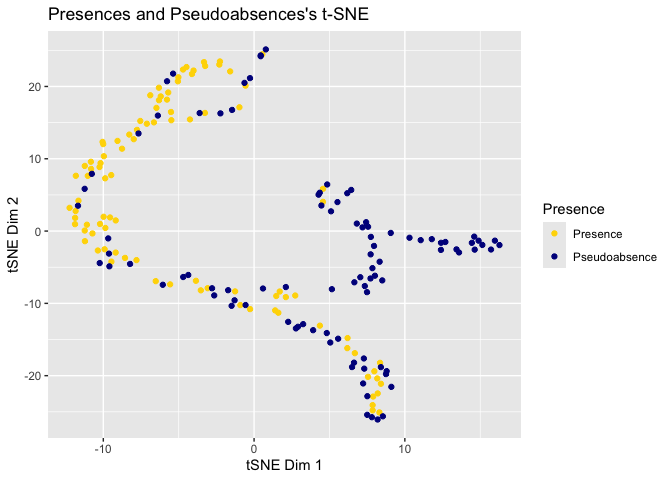 Presences and Pseudoabsences's t-SNE
20
10
0
-10
-20
-10
0
10
tSNE Dim 1
tSNE Dim 2
Presence
Presence
Pseudoabsence